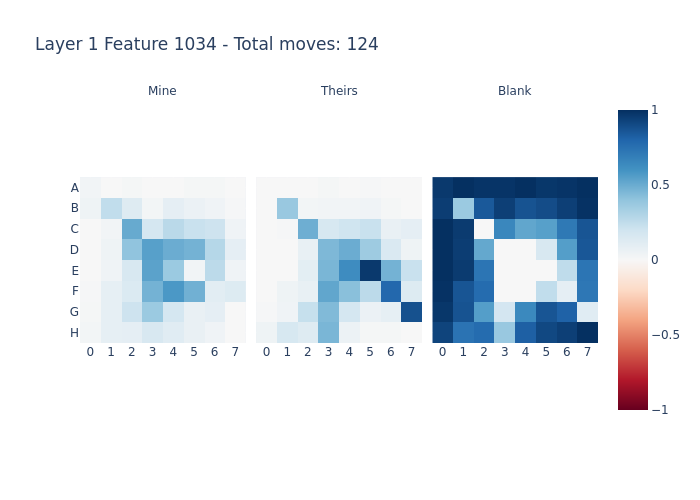 Layer 1 Feature 1034 - Total moves: 124
Mine Theirs Blank
1
A
B
C
0.5
D
E
0
F
G
−0.5
H
0 1 2 3 4 5 6 7 0 1 2 3 4 5 6 7 0 1 2 3 4 5 6 7
−1